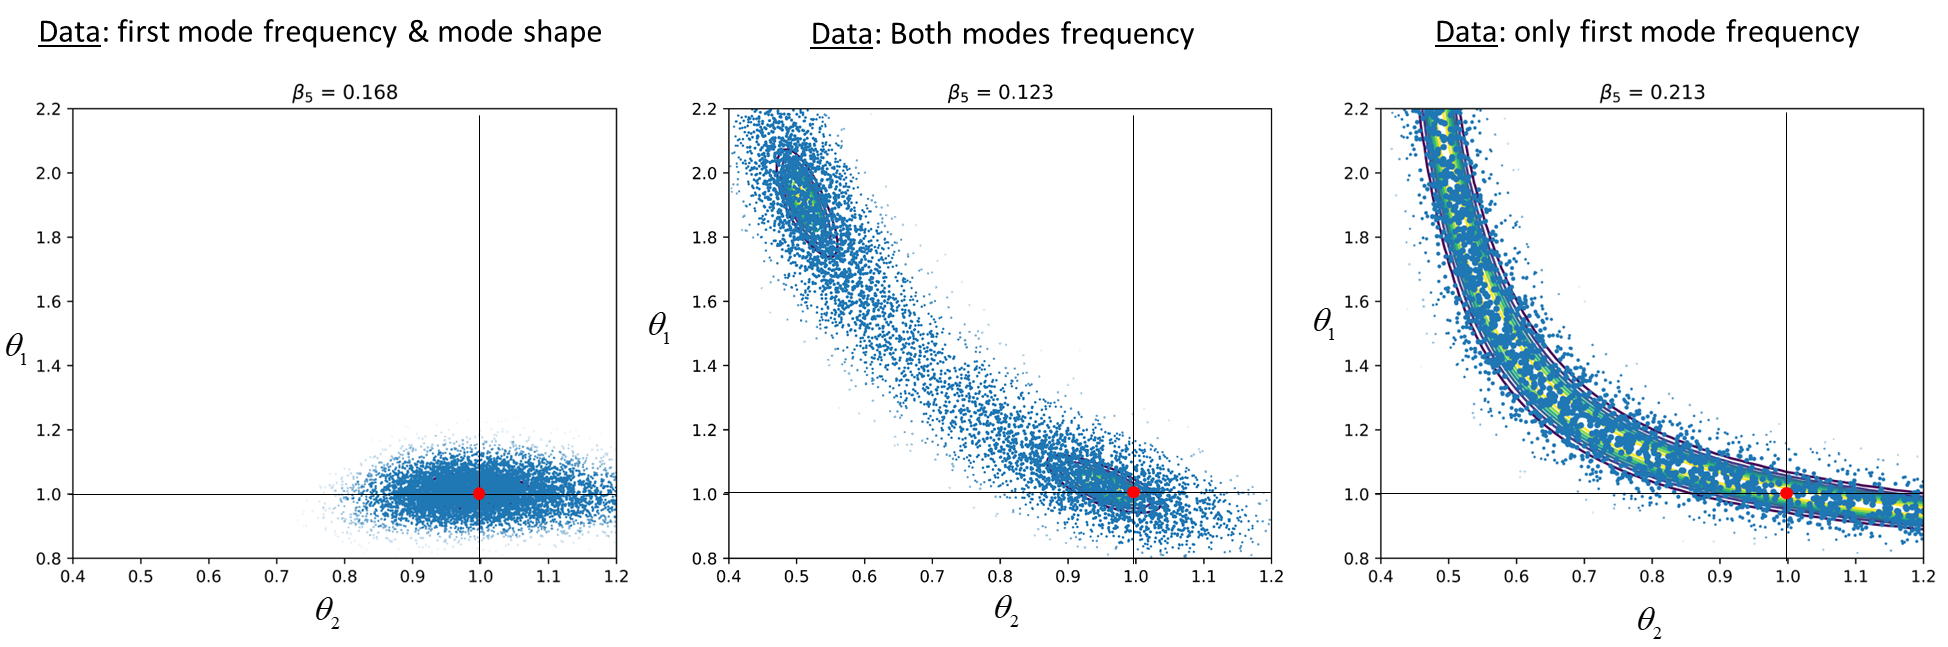 Data: first mode frequency & mode shape
β₅ = 0.168
2.2
2.0
1.8
1.6
1.4
1.2
1.0
0.8
θ₁
0.4 0.5 0.6 0.7 0.8 0.9 1.0 1.1 1.2
θ₂
Data: Both modes frequency
β₅ = 0.123
2.2
2.0
1.8
1.6
1.4
1.2
1.0
0.8
θ₁
0.4 0.5 0.6 0.7 0.8 0.9 1.0 1.1 1.2
θ₂
Data: only first mode frequency
β₅ = 0.213
2.2
2.0
1.8
1.6
1.4
1.2
1.0
0.8
θ₁
0.4 0.5 0.6 0.7 0.8 0.9 1.0 1.1 1.2
θ₂